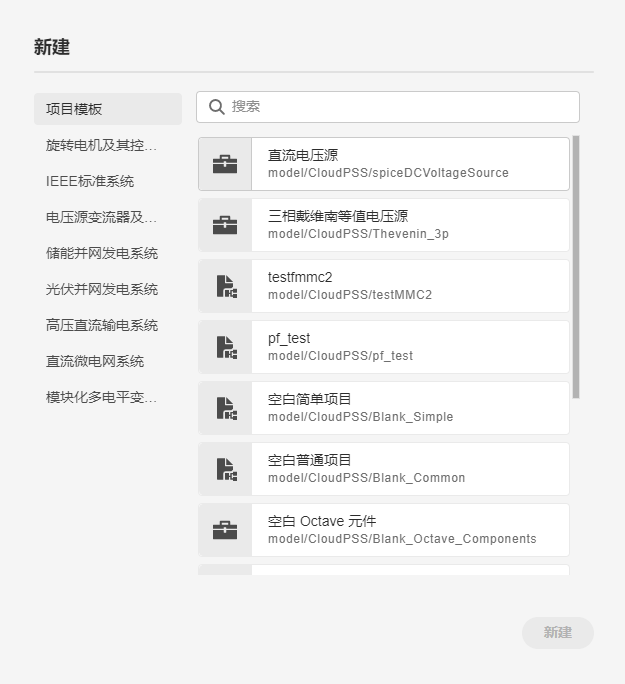 新建
项目模板
旋转电机及其控...
IEEE标准系统
电压源变流器及...
储能并网发电系统
光伏并网发电系统
高压直流输电系统
直流微电网系统
模块化多电平变...
搜索
直流电压源
model/CloudPSS/spiceDCVoltageSource
三相戴维南等值电压源
model/CloudPSS/Thevenin_3p
testfmmc2
model/CloudPSS/testMMC2
pf_test
model/CloudPSS/pf_test
空白简单项目
model/CloudPSS/Blank_Simple
空白普通项目
model/CloudPSS/Blank_Common
空白 Octave 元件
model/CloudPSS/Blank_Octave_Components
新建